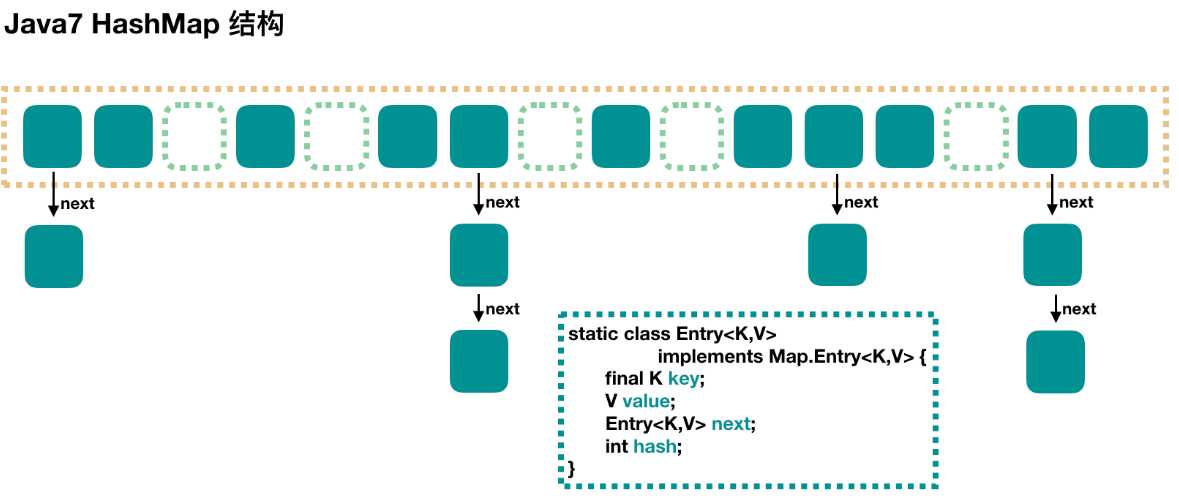 Java7 HashMap 结构
next
next
next
next
next
next
static class Entry<K,V>
implements Map.Entry<K,V> {
final K key;
V value;
Entry<K,V> next;
int hash;
}